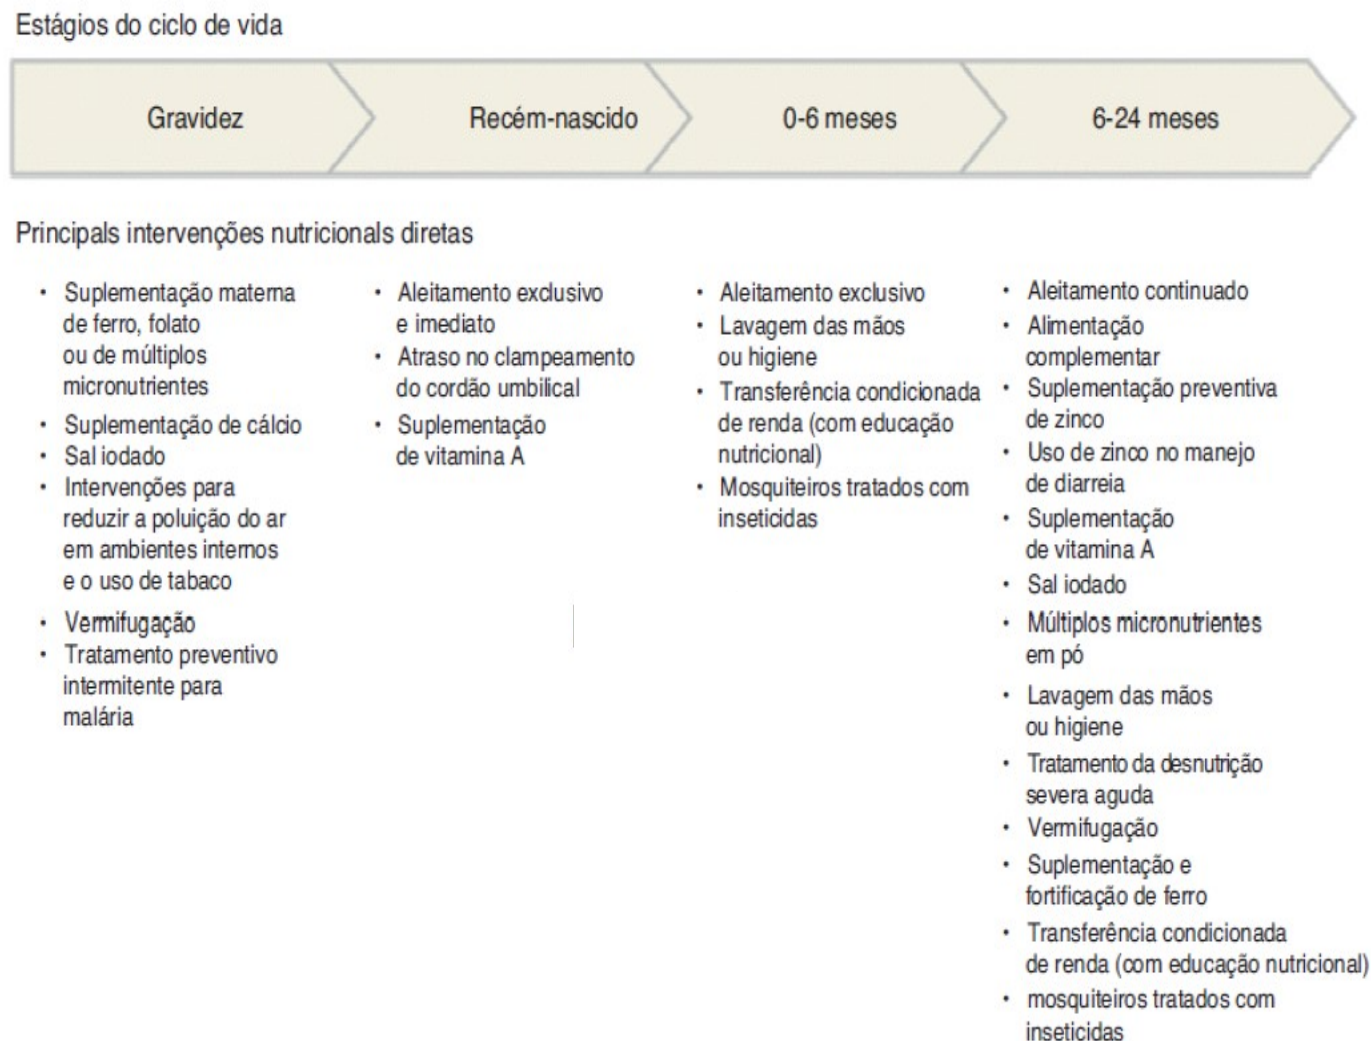 Estágios do ciclo de vida
Gravidez
Recém-nascido
0-6 meses
6-24 meses
Principals intervenções nutricionals diretas
• Suplementação materna
de ferro, folato
ou de múltiplos
micronutrientes
• Suplementação de cálcio
• Sal iodado
• Intervenções para
reduzir a poluição do ar
em ambientes internos
e o uso de tabaco
• Vermifugação
• Tratamento preventivo
intermitente para
malária
• Aleitamento exclusivo
e imediato
• Atraso no clampeamento
do cordão umbilical
• Suplementação
de vitamina A
• Aleitamento exclusivo
• Lavagem das mãos
ou higiene
• Transferência condicionada
de renda (com educação
nutricional)
• Mosquiteiros tratados com
inseticidas
• Aleitamento continuado
• Alimentação
complementar
• Suplementação preventiva
de zinco
• Uso de zinco no manejo
de diarreia
• Suplementação
de vitamina A
• Sal iodado
• Múltiplos micronutrientes
em pó
• Lavagem das mãos
ou higiene
• Tratamento da desnutrição
severa aguda
• Vermifugação
• Suplementação e
fortificação de ferro
• Transferência condicionada
de renda (com educação nutricional)
• mosquiteiros tratados com
inseticidas